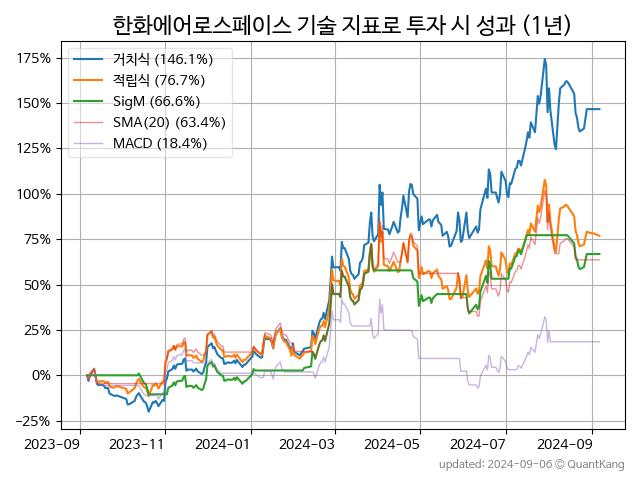 한화에어로스페이스 기술 지표로 투자 시 성과 (1년)
거치식 (146.1%)
적립식 (76.7%)
SigM (66.6%)
SMA(20) (63.4%)
MACD (18.4%)
175%
150%
125%
100%
75%
50%
25%
0%
−25%
2023-09 2023-11 2024-01 2024-03 2024-05 2024-07 2024-09
updated: 2024-09-06 © QuantKang